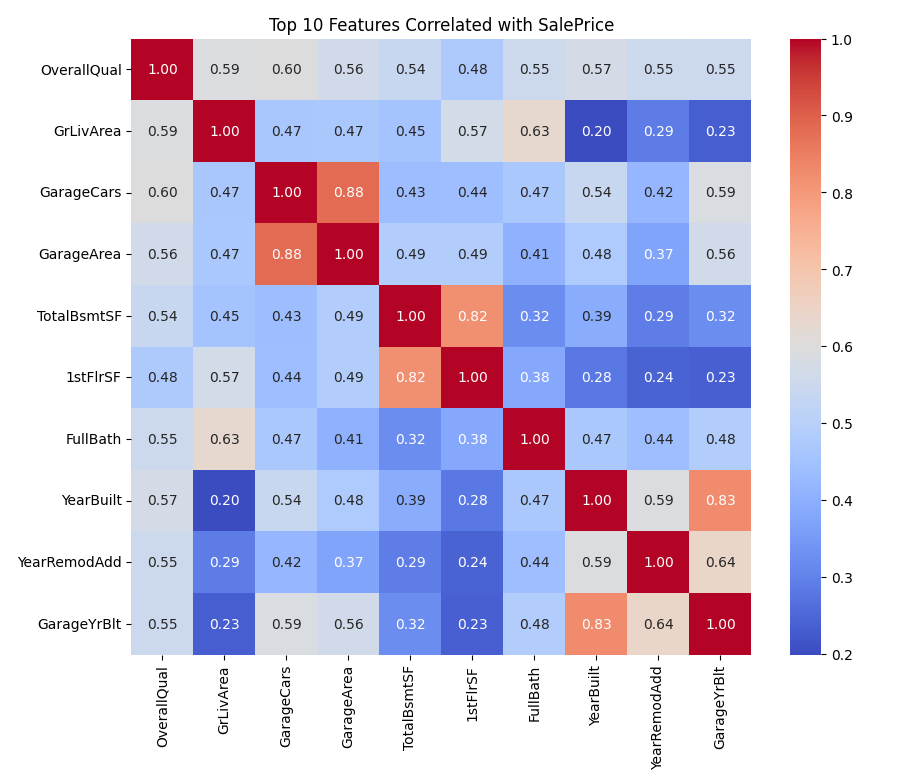 Top 10 Features Correlated with SalePrice
OverallQual 1.00 0.59 0.60 0.56 0.54 0.48 0.55 0.57 0.55 0.55
GrLivArea 0.59 1.00 0.47 0.47 0.45 0.57 0.63 0.20 0.29 0.23
GarageCars 0.60 0.47 1.00 0.88 0.43 0.44 0.47 0.54 0.42 0.59
GarageArea 0.56 0.47 0.88 1.00 0.49 0.49 0.41 0.48 0.37 0.56
TotalBsmtSF 0.54 0.45 0.43 0.49 1.00 0.82 0.32 0.39 0.29 0.32
1stFlrSF 0.48 0.57 0.44 0.49 0.82 1.00 0.38 0.28 0.24 0.23
FullBath 0.55 0.63 0.47 0.41 0.32 0.38 1.00 0.47 0.44 0.48
YearBuilt 0.57 0.20 0.54 0.48 0.39 0.28 0.47 1.00 0.59 0.83
YearRemodAdd 0.55 0.29 0.42 0.37 0.29 0.24 0.44 0.59 1.00 0.64
GarageYrBlt 0.55 0.23 0.59 0.56 0.32 0.23 0.48 0.83 0.64 1.00
OverallQual
GrLivArea
GarageCars
GarageArea
TotalBsmtSF
1stFlrSF
FullBath
YearBuilt
YearRemodAdd
GarageYrBlt
1.0
0.9
0.8
0.7
0.6
0.5
0.4
0.3
0.2